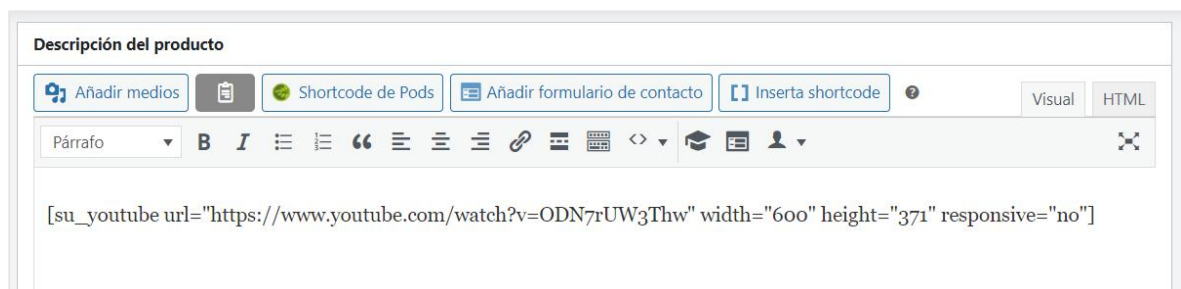 Descripción del producto
Añadir medios Shortcode de Pods Añadir formulario de contacto [ ] Inserta shortcode ? Visual HTML
Párrafo B I
[su_youtube url="https://www.youtube.com/watch?v=ODN7rUW3Thw" width="600" height="371" responsive="no"]